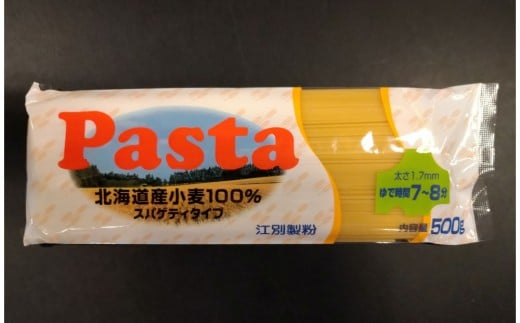 Pasta
北海道産小麦100%
スパゲティタイプ
江別製粉
太さ1.7mm
ゆで時間7~8分
内容量500g